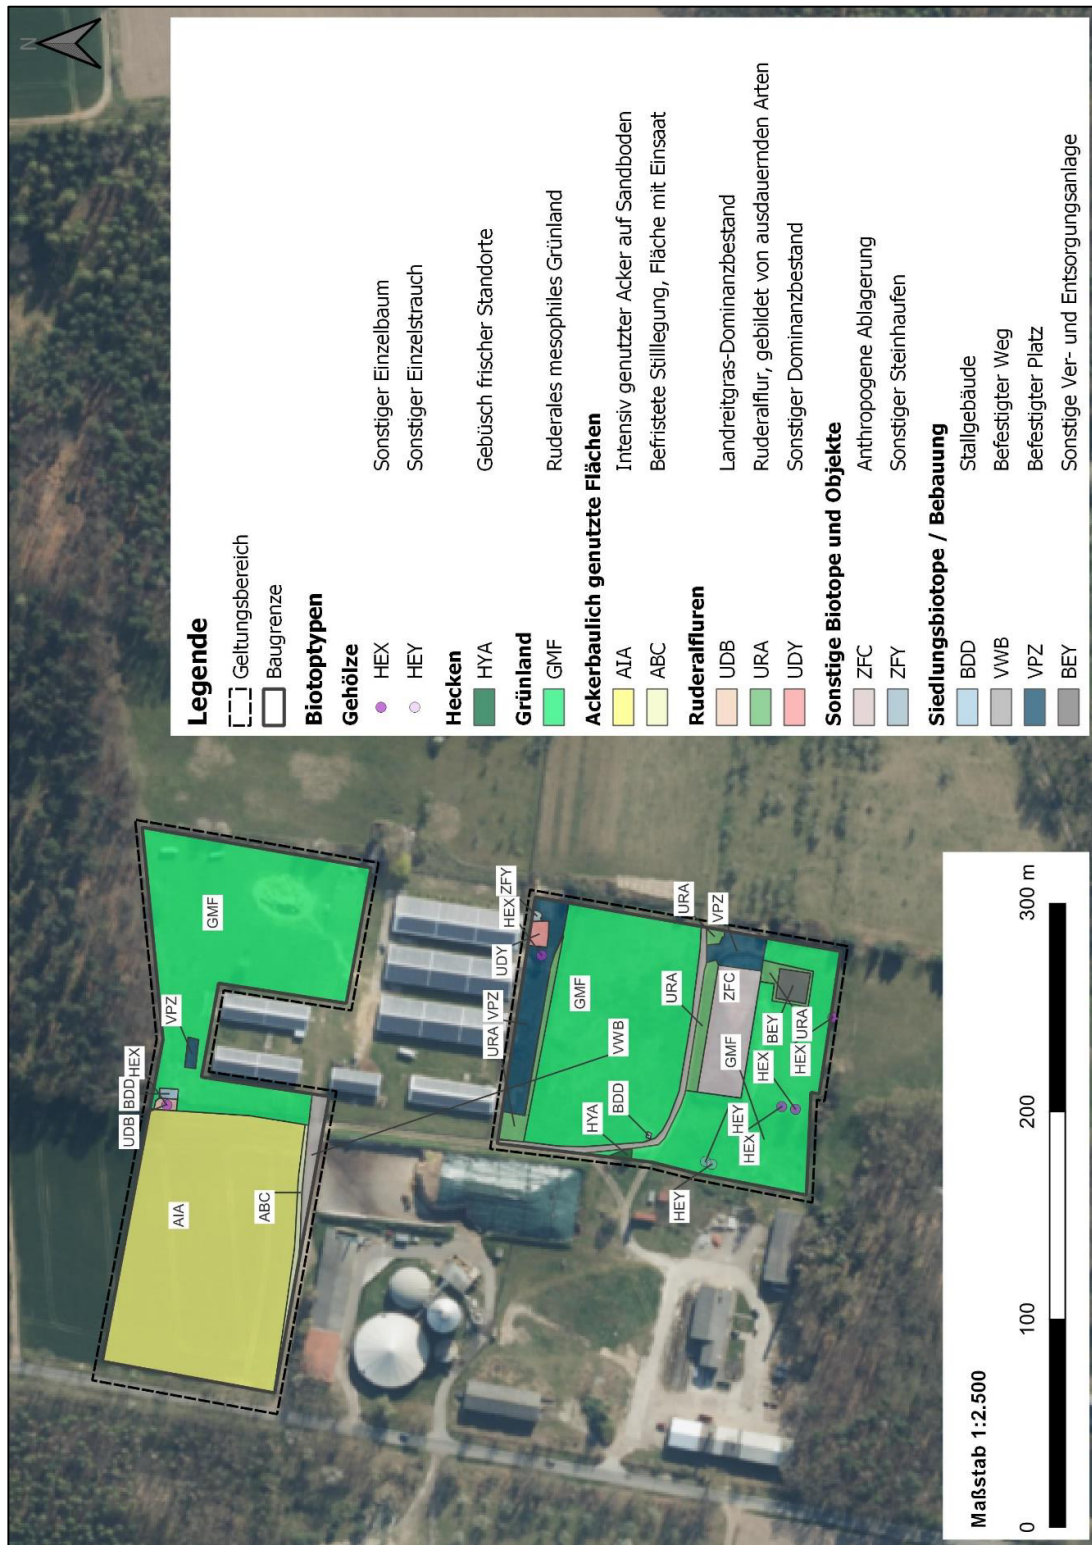 N
Legende
Geltungsbereich
Baugrenze
Biotoptypen
Gehölze
HEX Sonstiger Einzelbaum
HEY Sonstiger Einzelstrauch
Hecken
HYA Gebüsch frischer Standorte
Grünland
GMF Ruderales mesophiles Grünland
Ackerbaulich genutzte Flächen
AIA Intensiv genutzter Acker auf Sandboden
ABC Befristete Stilllegung, Fläche mit Einsaat
Ruderalfluren
UDB Landreitgras-Dominanzbestand
URA Ruderalflur, gebildet von ausdauernden Arten
UDY Sonstiger Dominanzbestand
Sonstige Biotope und Objekte
ZFC Anthropogene Ablagerung
ZFY Sonstiger Steinhaufen
Siedlungsbiotope / Bebauung
BDD Stallgebäude
VWB Befestigter Weg
VPZ Befestigter Platz
BEY Sonstige Ver- und Entsorgungsanlage
UDB BDD
HEX
VPZ
GMF
AIA
ABC
URA VPZ
UDY
HEX ZFY
VWB
GMF
HYA
BDD
URA
URA
VPZ
ZFC
GMF
HEY
HEY
HEX
HEX
BEY
HEX URA
Maßstab 1:2.500
0
100
200
300 m